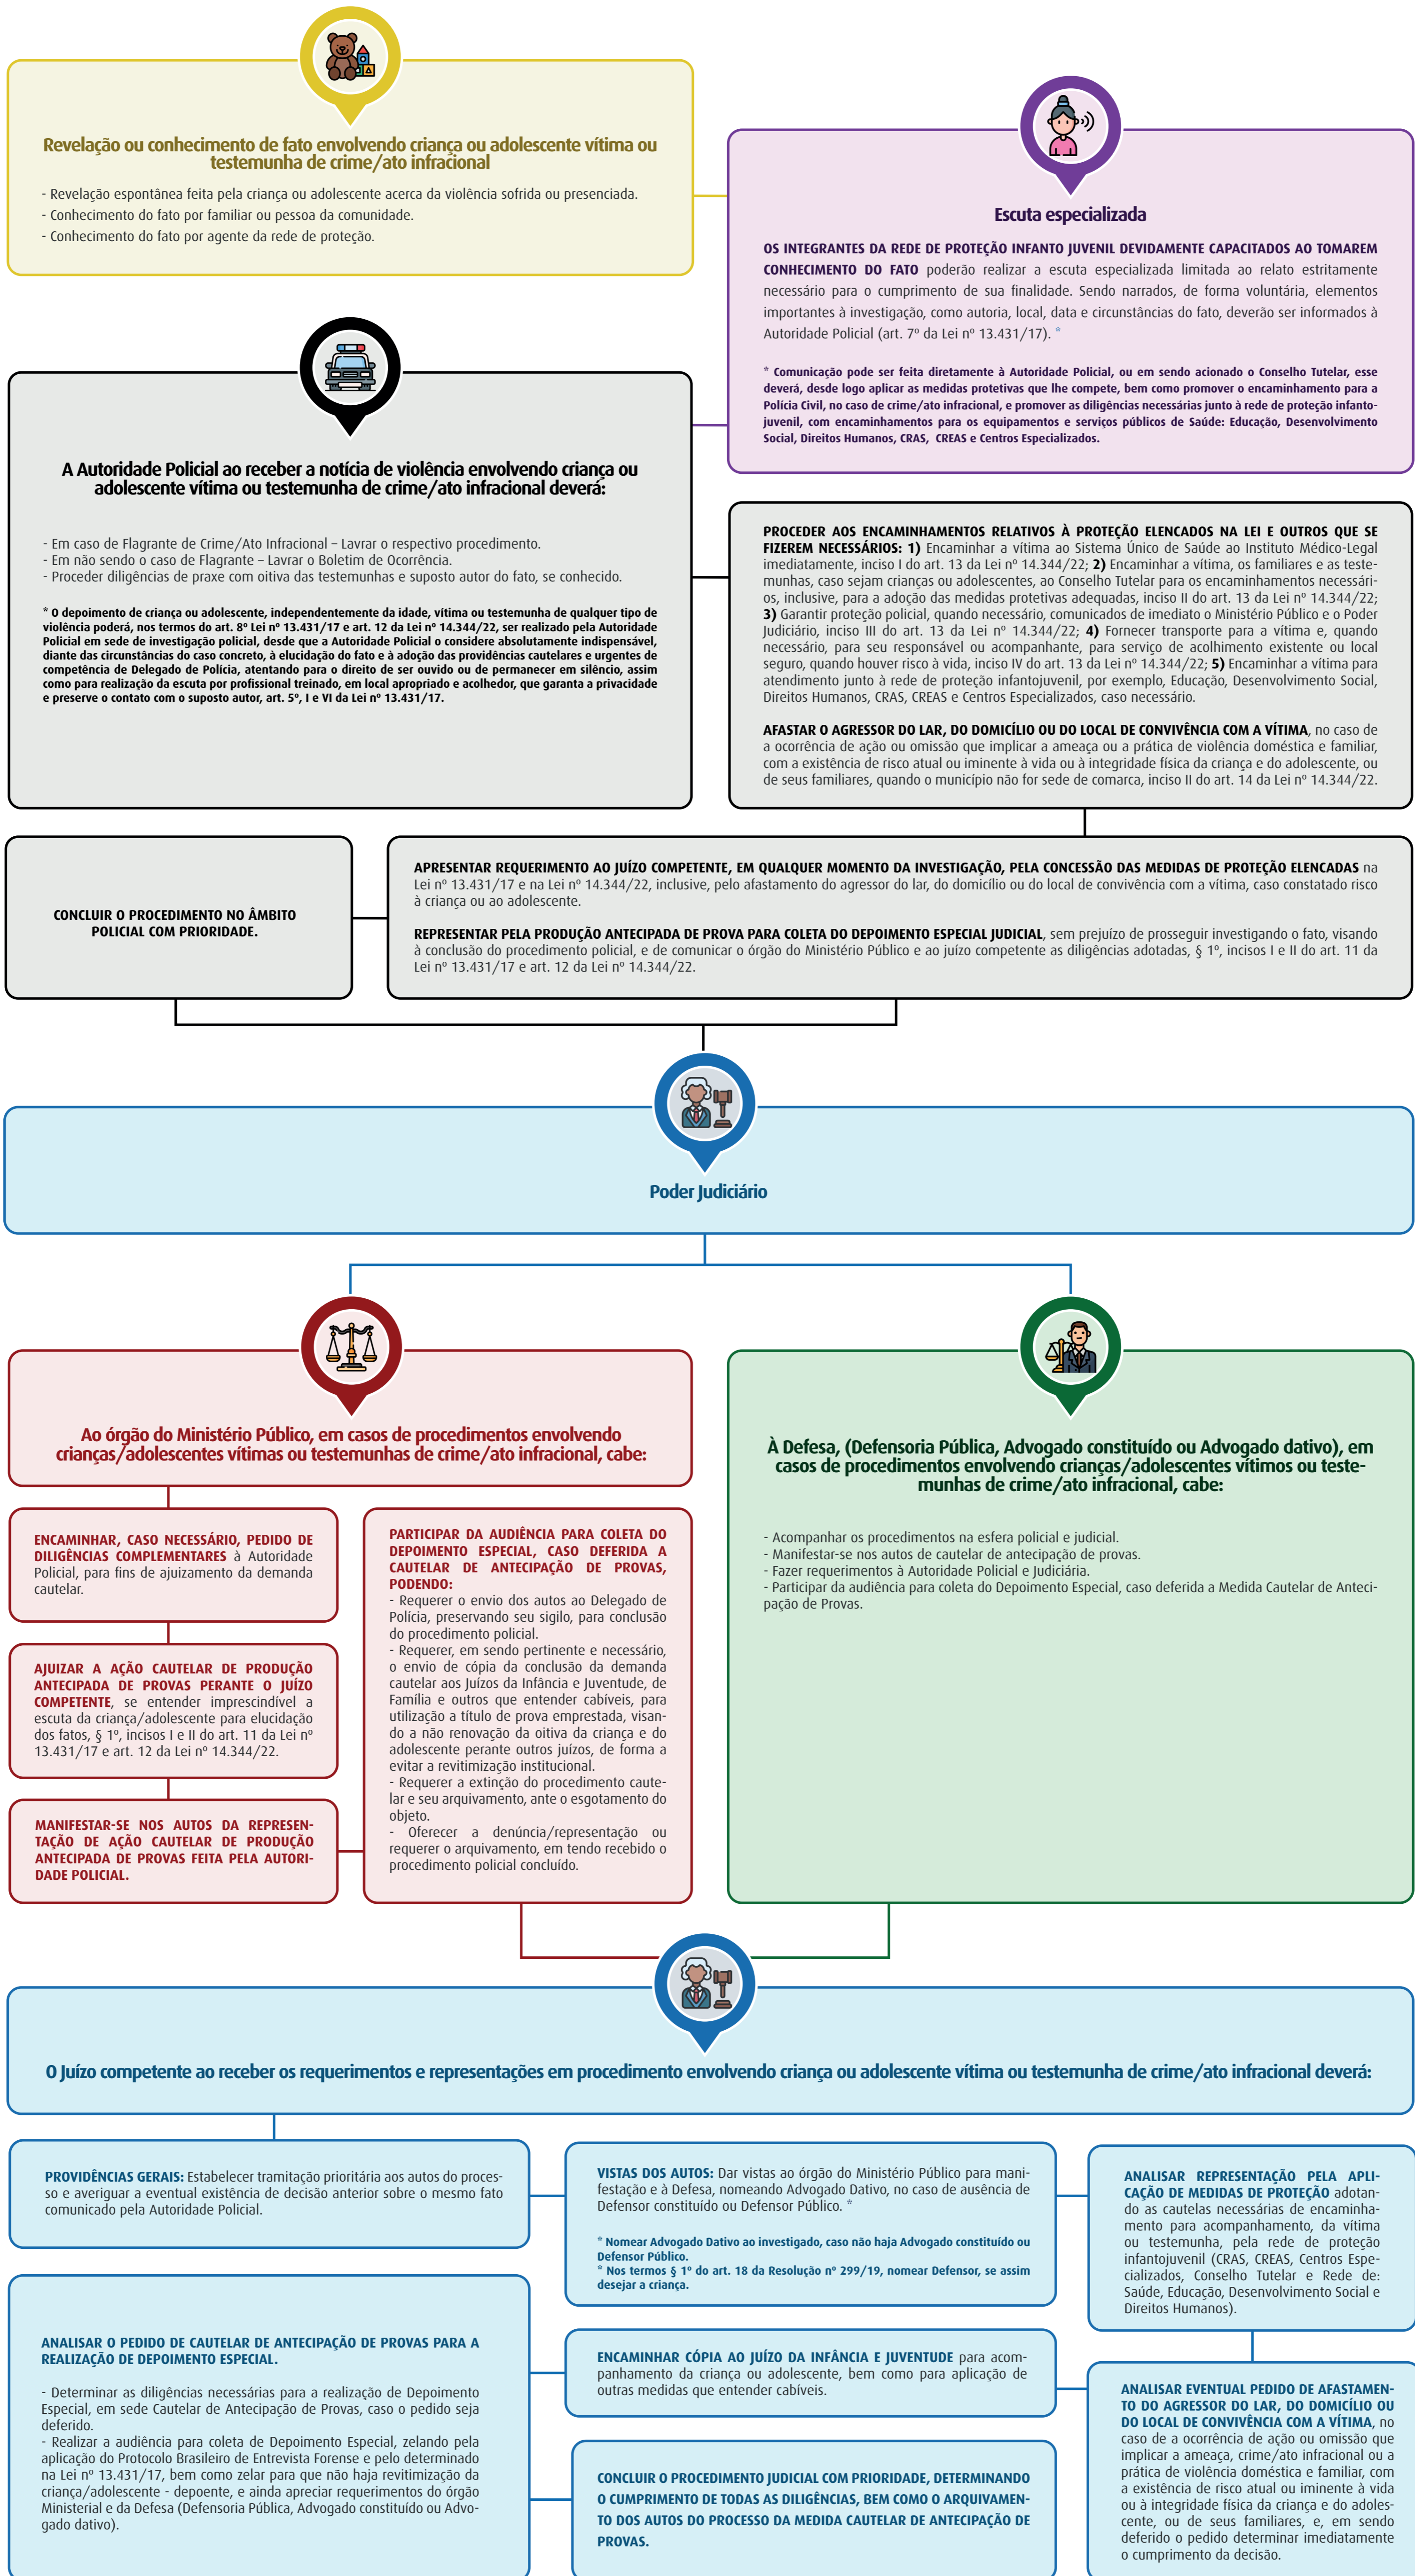 Revelação ou conhecimento de fato envolvendo criança ou adolescente vítima ou
testemunha de crime/ato infracional
- Revelação espontânea feita pela criança ou adolescente acerca da violência sofrida ou presenciada.
- Conhecimento do fato por familiar ou pessoa da comunidade.
- Conhecimento do fato por agente da rede de proteção.
Escuta especializada
OS INTEGRANTES DA REDE DE PROTEÇÃO INFANTO JUVENIL DEVIDAMENTE CAPACITADOS AO TOMAREM
CONHECIMENTO DO FATO poderão realizar a escuta especializada limitada ao relato estritamente
necessário para o cumprimento de sua finalidade. Sendo narrados, de forma voluntária, elementos
importantes à investigação, como autoria, local, data e circunstâncias do fato, deverão ser informados à
Autoridade Policial (art. 7º da Lei nº 13.431/17). *
* Comunicação pode ser feita diretamente à Autoridade Policial, ou em sendo acionado o Conselho Tutelar, esse
deverá, desde logo aplicar as medidas protetivas que lhe compete, bem como promover o encaminhamento para a
Polícia Civil, no caso de crime/ato infracional, e promover as diligências necessárias junto à rede de proteção infanto-
juvenil, com encaminhamentos para os equipamentos e serviços públicos de Saúde: Educação, Desenvolvimento
Social, Direitos Humanos, CRAS, CREAS e Centros Especializados.
A Autoridade Policial ao receber a notícia de violência envolvendo criança ou
adolescente vítima ou testemunha de crime/ato infracional deverá:
- Em caso de Flagrante de Crime/Ato Infracional – Lavrar o respectivo procedimento.
- Em não sendo o caso de Flagrante – Lavrar o Boletim de Ocorrência.
- Proceder diligências de praxe com oitiva das testemunhas e suposto autor do fato, se conhecido.
* O depoimento de criança ou adolescente, independentemente da idade, vítima ou testemunha de qualquer tipo de
violência poderá, nos termos do art. 8º Lei nº 13.431/17 e art. 12 da Lei nº 14.344/22, ser realizado pela Autoridade
Policial em sede de investigação policial, desde que a Autoridade Policial o considere absolutamente indispensável,
diante das circunstâncias do caso concreto, à elucidação do fato e à adoção das providências cautelares e urgentes de
competência de Delegado de Polícia, atentando para o direito de ser ouvido ou de permanecer em silêncio, assim
como para realização da escuta por profissional treinado, em local apropriado e acolhedor, que garanta a privacidade
e preserve o contato com o suposto autor, art. 5º, I e VI da Lei nº 13.431/17.
PROCEDER AOS ENCAMINHAMENTOS RELATIVOS À PROTEÇÃO ELENCADOS NA LEI E OUTROS QUE SE
FIZEREM NECESSÁRIOS: 1) Encaminhar a vítima ao Sistema Único de Saúde ao Instituto Médico-Legal
imediatamente, inciso I do art. 13 da Lei nº 14.344/22; 2) Encaminhar a vítima, os familiares e as teste-
munhas, caso sejam crianças ou adolescentes, ao Conselho Tutelar para os encaminhamentos necessári-
os, inclusive, para a adoção das medidas protetivas adequadas, inciso II do art. 13 da Lei nº 14.344/22;
3) Garantir proteção policial, quando necessário, comunicados de imediato o Ministério Público e o Poder
Judiciário, inciso III do art. 13 da Lei nº 14.344/22; 4) Fornecer transporte para a vítima e, quando
necessário, para seu responsável ou acompanhante, para serviço de acolhimento existente ou local
seguro, quando houver risco à vida, inciso IV do art. 13 da Lei nº 14.344/22; 5) Encaminhar a vítima para
atendimento junto à rede de proteção infantojuvenil, por exemplo, Educação, Desenvolvimento Social,
Direitos Humanos, CRAS, CREAS e Centros Especializados, caso necessário.
AFASTAR O AGRESSOR DO LAR, DO DOMICÍLIO OU DO LOCAL DE CONVIVÊNCIA COM A VÍTIMA, no caso de
a ocorrência de ação ou omissão que implicar a ameaça ou a prática de violência doméstica e familiar,
com a existência de risco atual ou iminente à vida ou à integridade física da criança e do adolescente, ou
de seus familiares, quando o município não for sede de comarca, inciso II do art. 14 da Lei nº 14.344/22.
CONCLUIR O PROCEDIMENTO NO ÂMBITO
POLICIAL COM PRIORIDADE.
APRESENTAR REQUERIMENTO AO JUÍZO COMPETENTE, EM QUALQUER MOMENTO DA INVESTIGAÇÃO, PELA CONCESSÃO DAS MEDIDAS DE PROTEÇÃO ELENCADAS na
Lei nº 13.431/17 e na Lei nº 14.344/22, inclusive, pelo afastamento do agressor do lar, do domicílio ou do local de convivência com a vítima, caso constatado risco
à criança ou ao adolescente.
REPRESENTAR PELA PRODUÇÃO ANTECIPADA DE PROVA PARA COLETA DO DEPOIMENTO ESPECIAL JUDICIAL, sem prejuízo de prosseguir investigando o fato, visando
à conclusão do procedimento policial, e de comunicar o órgão do Ministério Público e ao juízo competente as diligências adotadas, § 1º, incisos I e II do art. 11 da
Lei nº 13.431/17 e art. 12 da Lei nº 14.344/22.
Poder Judiciário
Ao órgão do Ministério Público, em casos de procedimentos envolvendo
crianças/adolescentes vítimas ou testemunhas de crime/ato infracional, cabe:
ENCAMINHAR, CASO NECESSÁRIO, PEDIDO DE
DILIGÊNCIAS COMPLEMENTARES à Autoridade
Policial, para fins de ajuizamento da demanda
cautelar.
AJUIZAR A AÇÃO CAUTELAR DE PRODUÇÃO
ANTECIPADA DE PROVAS PERANTE O JUÍZO
COMPETENTE, se entender imprescindível a
escuta da criança/adolescente para elucidação
dos fatos, § 1º, incisos I e II do art. 11 da Lei nº
13.431/17 e art. 12 da Lei nº 14.344/22.
MANIFESTAR-SE NOS AUTOS DA REPRESEN-
TAÇÃO DE AÇÃO CAUTELAR DE PRODUÇÃO
ANTECIPADA DE PROVAS FEITA PELA AUTORI-
DADE POLICIAL.
PARTICIPAR DA AUDIÊNCIA PARA COLETA DO
DEPOIMENTO ESPECIAL, CASO DEFERIDA A
CAUTELAR DE ANTECIPAÇÃO DE PROVAS,
PODENDO:
- Requerer o envio dos autos ao Delegado de
Polícia, preservando seu sigilo, para conclusão
do procedimento policial.
- Requerer, em sendo pertinente e necessário,
o envio de cópia da conclusão da demanda
cautelar aos Juízos da Infância e Juventude, de
Família e outros que entender cabíveis, para
utilização a título de prova emprestada, visan-
do a não renovação da oitiva da criança e do
adolescente perante outros juízos, de forma a
evitar a revitimização institucional.
- Requerer a extinção do procedimento caute-
lar e seu arquivamento, ante o esgotamento do
objeto.
- Oferecer a denúncia/representação ou
requerer o arquivamento, em tendo recebido o
procedimento policial concluído.
À Defesa, (Defensoria Pública, Advogado constituído ou Advogado dativo), em
casos de procedimentos envolvendo crianças/adolescentes vítimos ou teste-
munhas de crime/ato infracional, cabe:
- Acompanhar os procedimentos na esfera policial e judicial.
- Manifestar-se nos autos de cautelar de antecipação de provas.
- Fazer requerimentos à Autoridade Policial e Judiciária.
- Participar da audiência para coleta do Depoimento Especial, caso deferida a Medida Cautelar de Anteci-
pação de Provas.
O Juízo competente ao receber os requerimentos e representações em procedimento envolvendo criança ou adolescente vítima ou testemunha de crime/ato infracional deverá:
PROVIDÊNCIAS GERAIS: Estabelecer tramitação prioritária aos autos do proces-
so e averiguar a eventual existência de decisão anterior sobre o mesmo fato
comunicado pela Autoridade Policial.
VISTAS DOS AUTOS: Dar vistas ao órgão do Ministério Público para mani-
festação e à Defesa, nomeando Advogado Dativo, no caso de ausência de
Defensor constituído ou Defensor Público. *
* Nomear Advogado Dativo ao investigado, caso não haja Advogado constituído ou
Defensor Público.
* Nos termos § 1º do art. 18 da Resolução nº 299/19, nomear Defensor, se assim
desejar a criança.
ANALISAR REPRESENTAÇÃO PELA APLI-
CAÇÃO DE MEDIDAS DE PROTEÇÃO adotan-
do as cautelas necessárias de encaminha-
mento para acompanhamento, da vítima
ou testemunha, pela rede de proteção
infantojuvenil (CRAS, CREAS, Centros Espe-
cializados, Conselho Tutelar e Rede de:
Saúde, Educação, Desenvolvimento Social e
Direitos Humanos).
ANALISAR O PEDIDO DE CAUTELAR DE ANTECIPAÇÃO DE PROVAS PARA A
REALIZAÇÃO DE DEPOIMENTO ESPECIAL.
- Determinar as diligências necessárias para a realização de Depoimento
Especial, em sede Cautelar de Antecipação de Provas, caso o pedido seja
deferido.
- Realizar a audiência para coleta de Depoimento Especial, zelando pela
aplicação do Protocolo Brasileiro de Entrevista Forense e pelo determinado
na Lei nº 13.431/17, bem como zelar para que não haja revitimização da
criança/adolescente - depoente, e ainda apreciar requerimentos do órgão
Ministerial e da Defesa (Defensoria Pública, Advogado constituído ou Advo-
gado dativo).
ENCAMINHAR CÓPIA AO JUÍZO DA INFÂNCIA E JUVENTUDE para acom-
panhamento da criança ou adolescente, bem como para aplicação de
outras medidas que entender cabíveis.
CONCLUIR O PROCEDIMENTO JUDICIAL COM PRIORIDADE, DETERMINANDO
O CUMPRIMENTO DE TODAS AS DILIGÊNCIAS, BEM COMO O ARQUIVAMEN-
TO DOS AUTOS DO PROCESSO DA MEDIDA CAUTELAR DE ANTECIPAÇÃO DE
PROVAS.
ANALISAR EVENTUAL PEDIDO DE AFASTAMEN-
TO DO AGRESSOR DO LAR, DO DOMICÍLIO OU
DO LOCAL DE CONVIVÊNCIA COM A VÍTIMA, no
caso de a ocorrência de ação ou omissão que
implicar a ameaça, crime/ato infracional ou a
prática de violência doméstica e familiar, com
a existência de risco atual ou iminente à vida
ou à integridade física da criança e do adoles-
cente, ou de seus familiares, e, em sendo
deferido o pedido determinar imediatamente
o cumprimento da decisão.